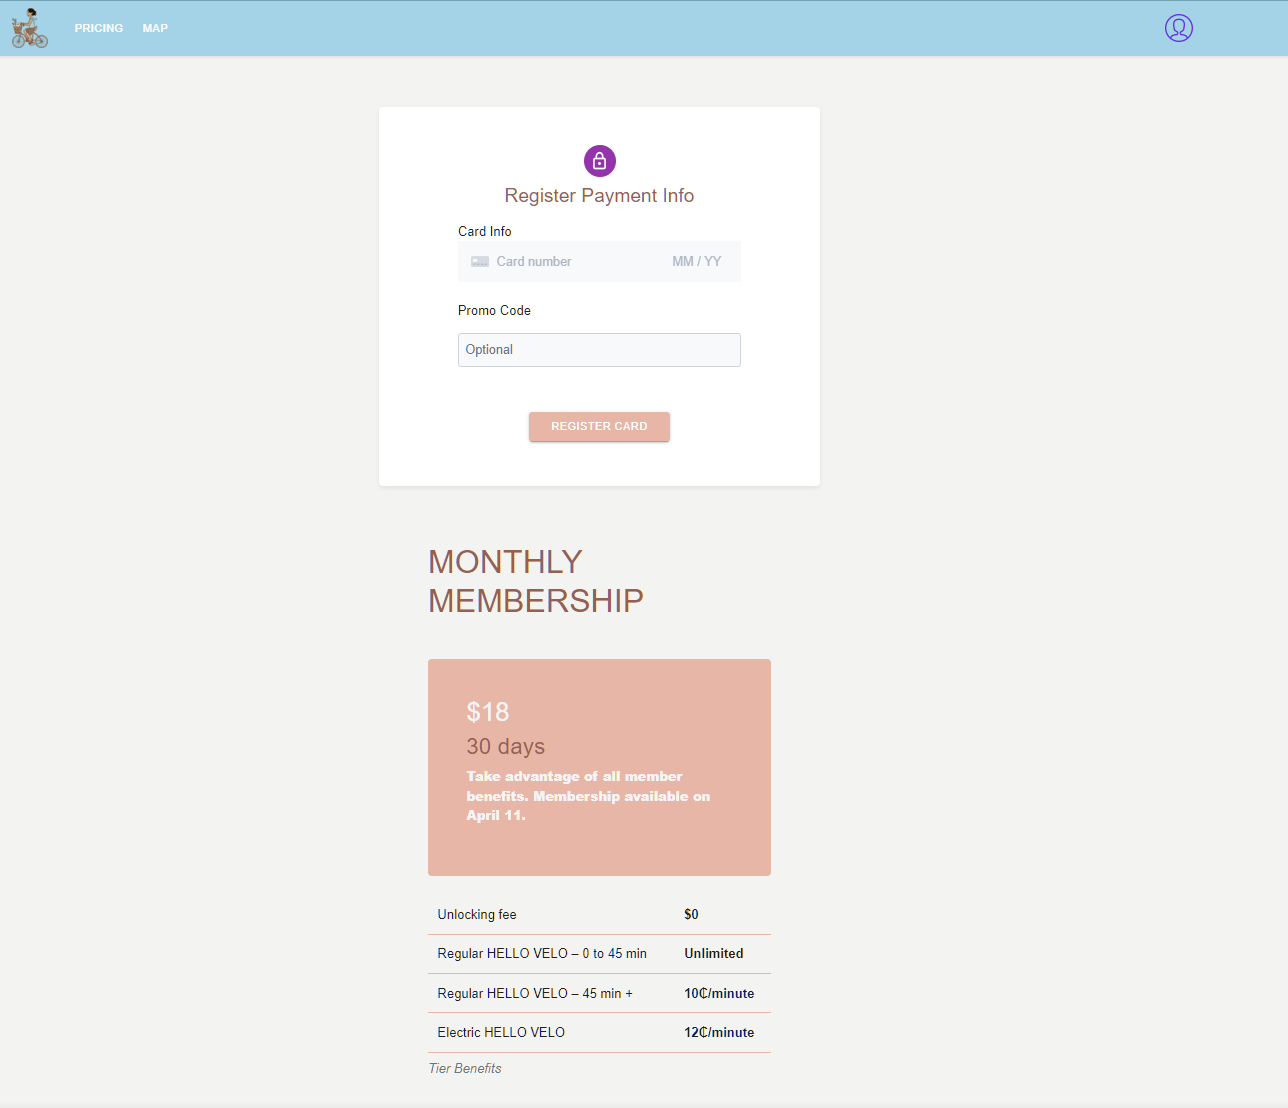 PRICING MAP
Register Payment Info
Card Info
Card number MM / YY
Promo Code
Optional
REGISTER CARD
MONTHLY
MEMBERSHIP
$18
30 days
Take advantage of all member
benefits. Membership available on
April 11.
Unlocking fee $0
Regular HELLO VELO – 0 to 45 min Unlimited
Regular HELLO VELO – 45 min + 10₵/minute
Electric HELLO VELO 12₵/minute
Tier Benefits